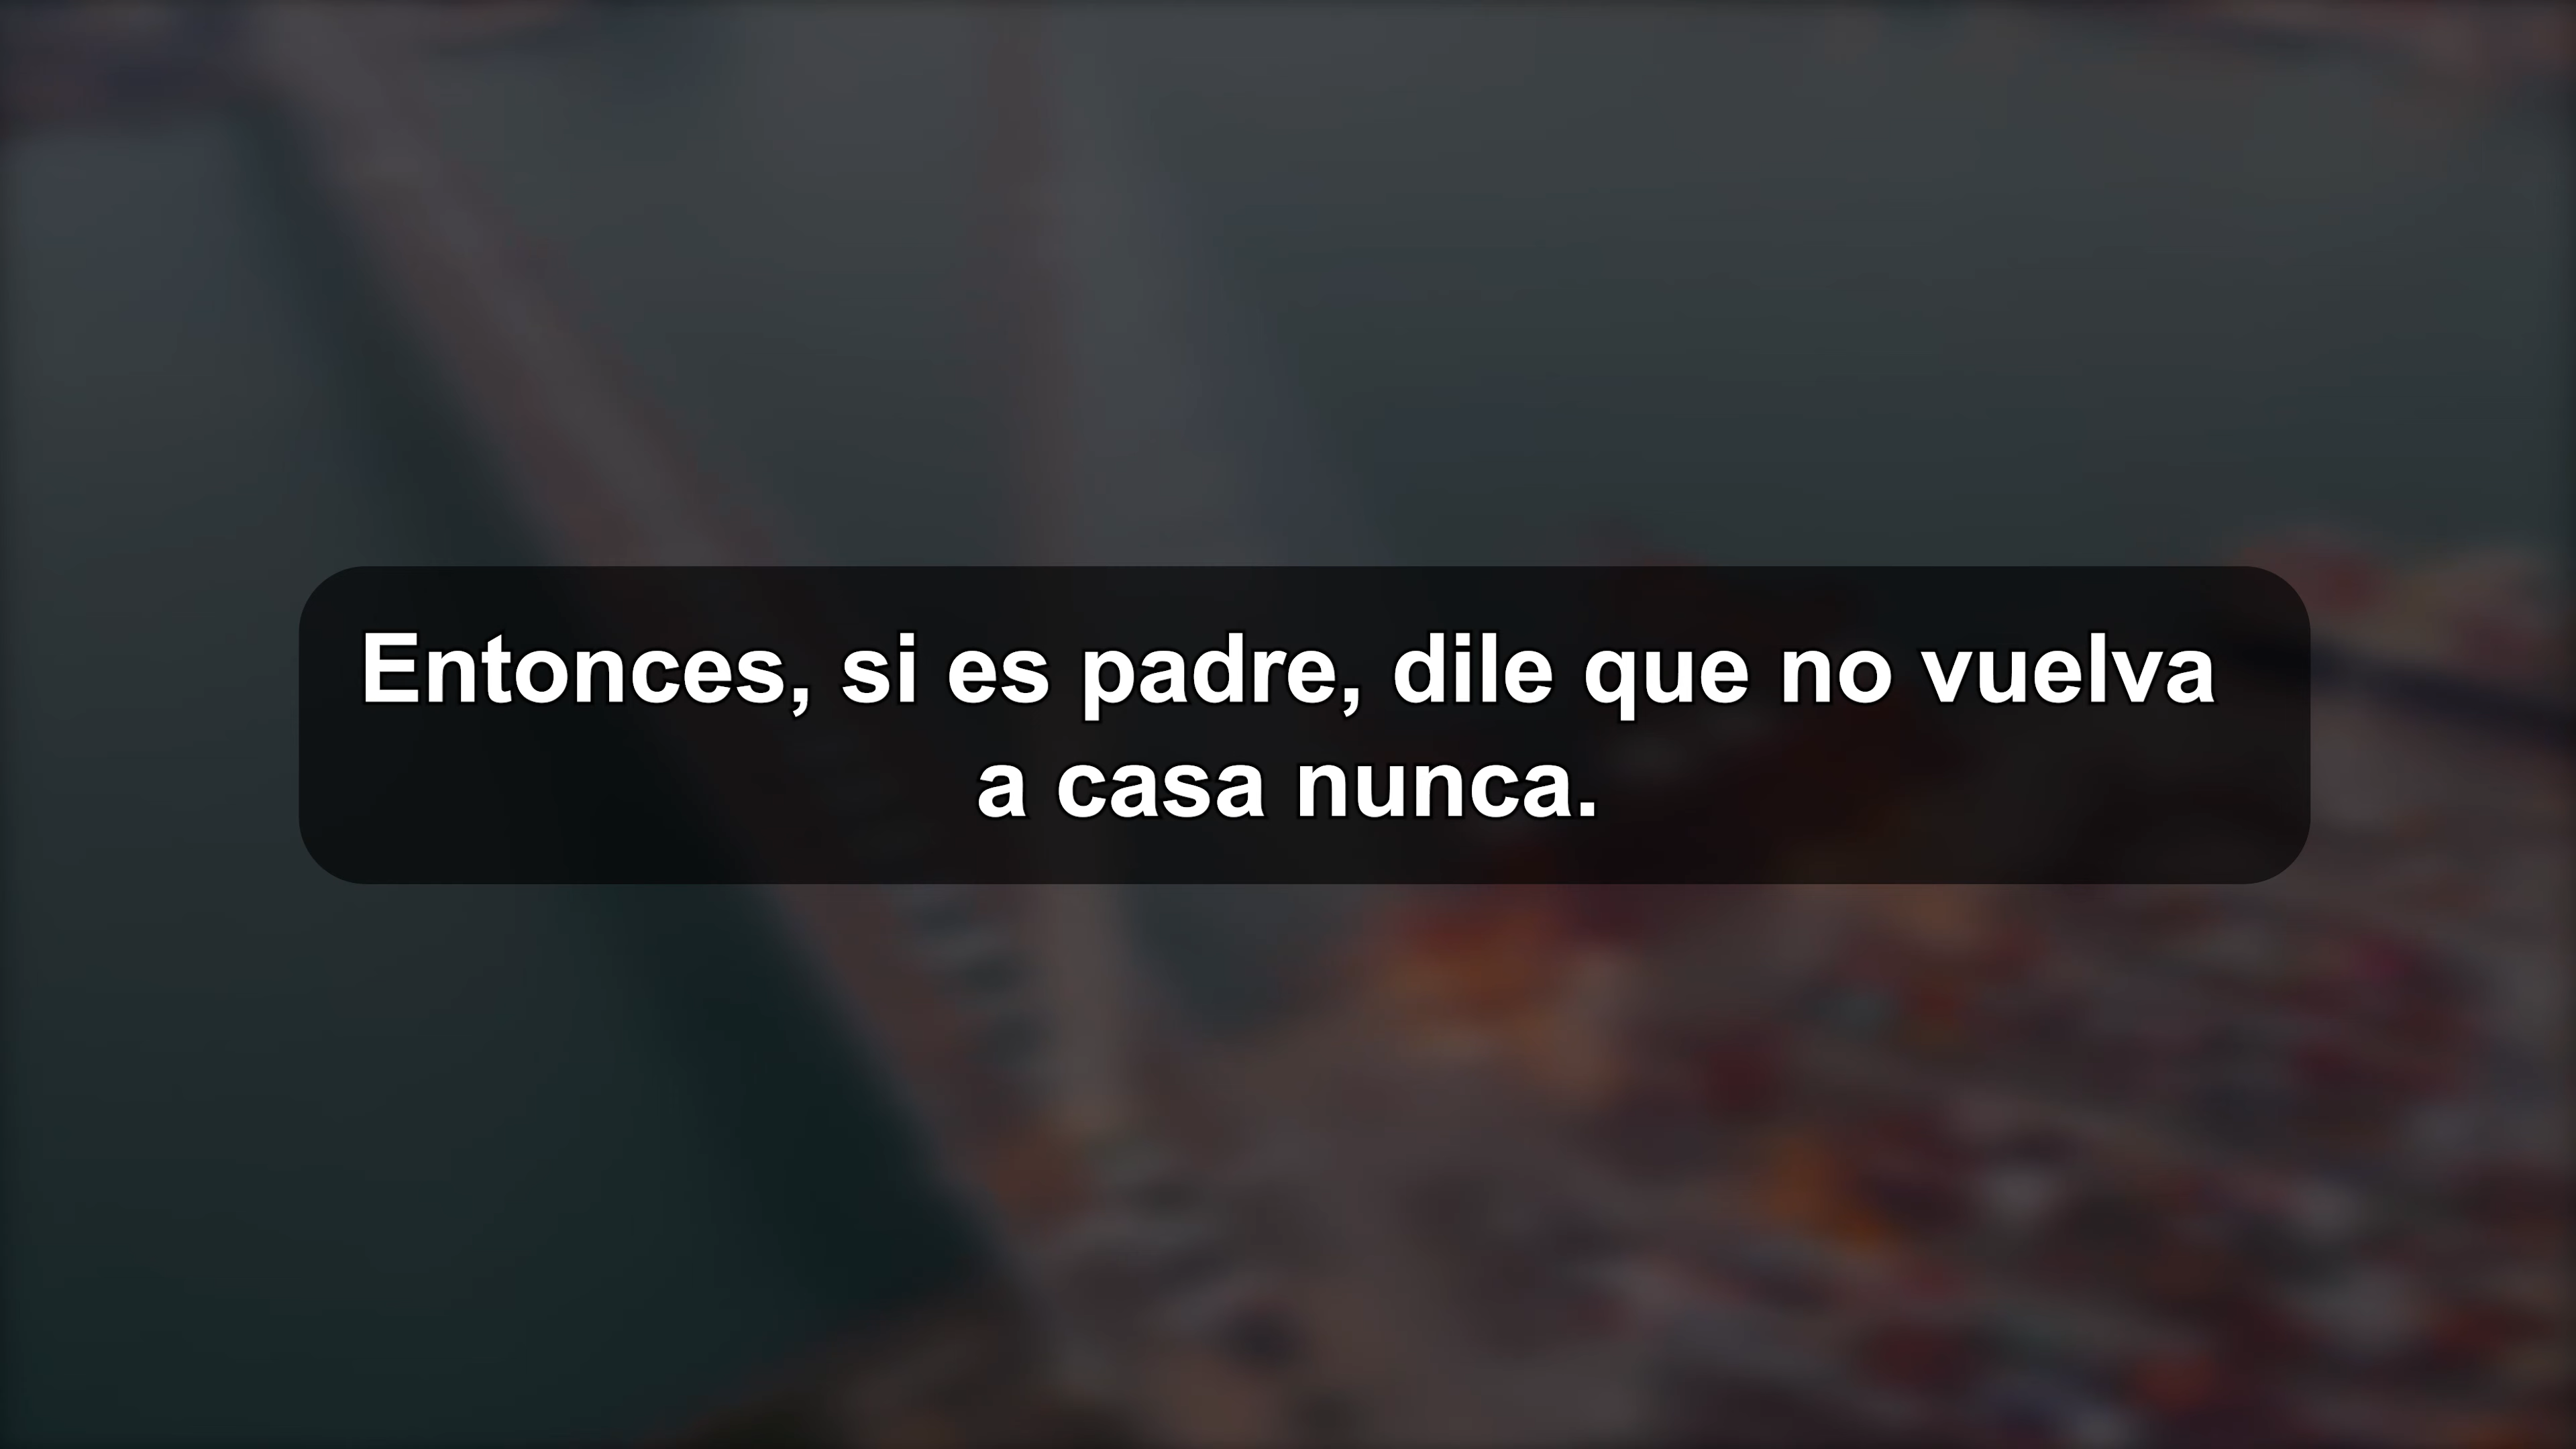 Entonces, si es padre, dile que no vuelva
a casa nunca.